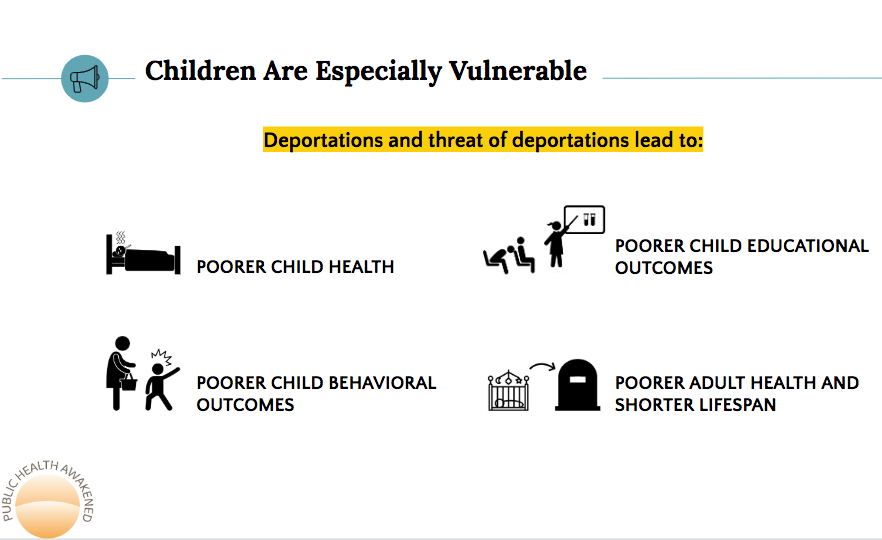 Children Are Especially Vulnerable
Deportations and threat of deportations lead to:
POORER CHILD HEALTH
POORER CHILD EDUCATIONAL
OUTCOMES
POORER CHILD BEHAVIORAL
OUTCOMES
POORER ADULT HEALTH AND
SHORTER LIFESPAN
PUBLIC HEALTH AWAKENED